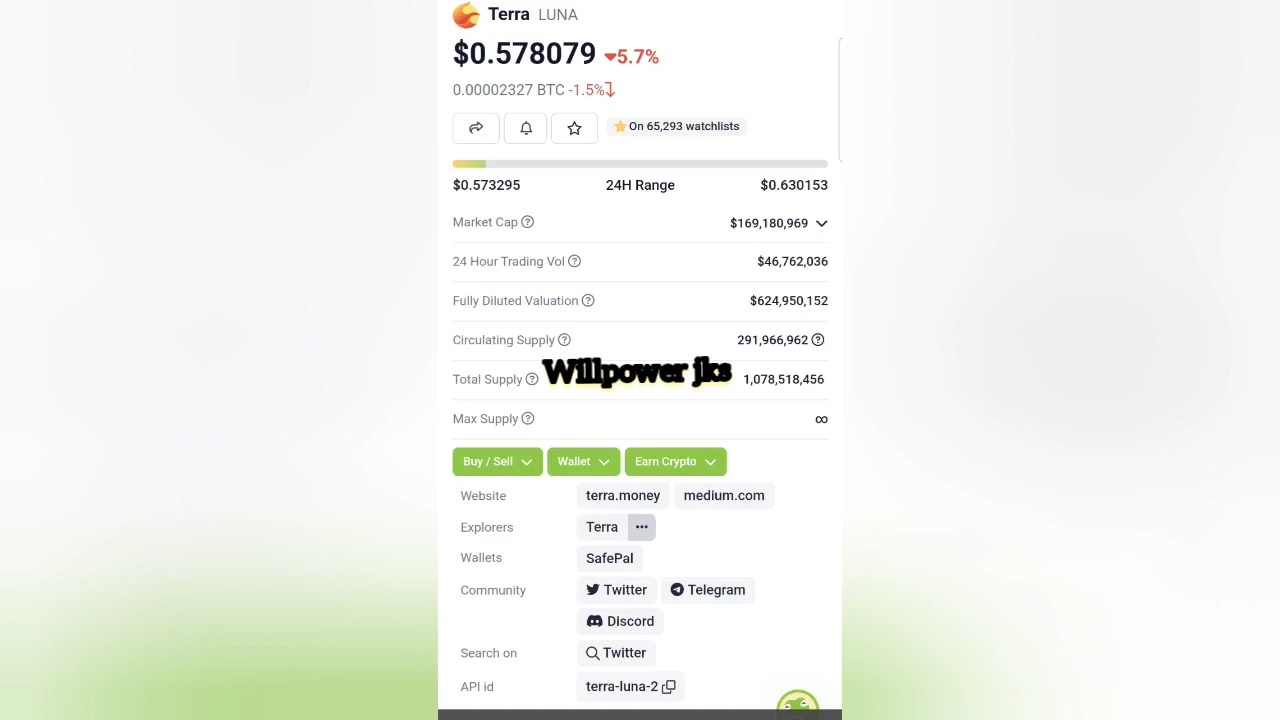 Terra LUNA
$0.578079 5.7%
0.00002327 BTC -1.5%
On 65,293 watchlists
$0.573295 24H Range $0.630153
Market Cap $169,180,969
24 Hour Trading Vol $46,762,036
Fully Diluted Valuation $624,950,152
Circulating Supply 291,966,962
Willpower jks
Total Supply 1,078,518,456
Max Supply ∞
Buy / Sell Wallet Earn Crypto
Website terra.money medium.com
Explorers Terra ...
Wallets SafePal
Community Twitter Telegram
Discord
Search on Twitter
API id terra-luna-2